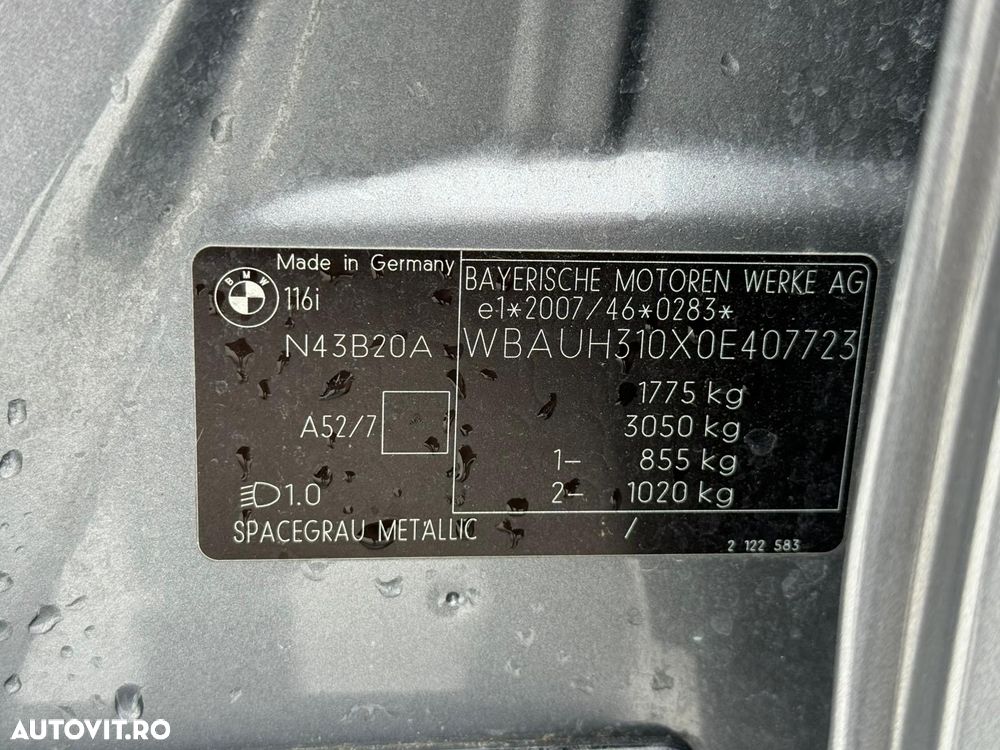 Made in Germany
BMW
116i
N43B20A
A52/7
1.0
SPACEGRAU METALLIC /
BAYERISCHE MOTOREN WERKE AG
e1*2007/46*0283*
WBAUH310X0E407723
1775 kg
3050 kg
1- 855 kg
2- 1020 kg
2 122 583
AUTOVIT.RO